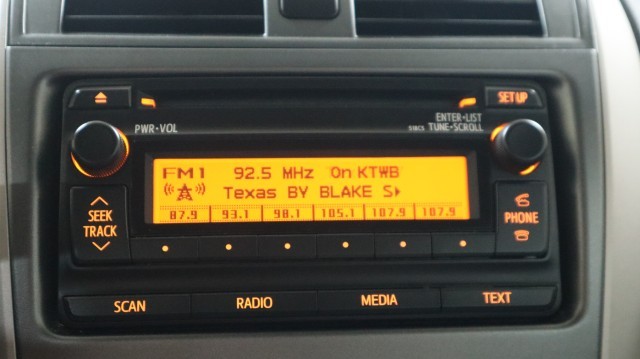 SET UP
PWR•VOL
ENTER•LIST
518CS TUNE•SCROLL
FM1 92.5 MHz On KTWB
Texas BY BLAKE S
87.9 93.1 98.1 105.1 107.9 107.9
SEEK
TRACK
PHONE
SCAN RADIO MEDIA TEXT